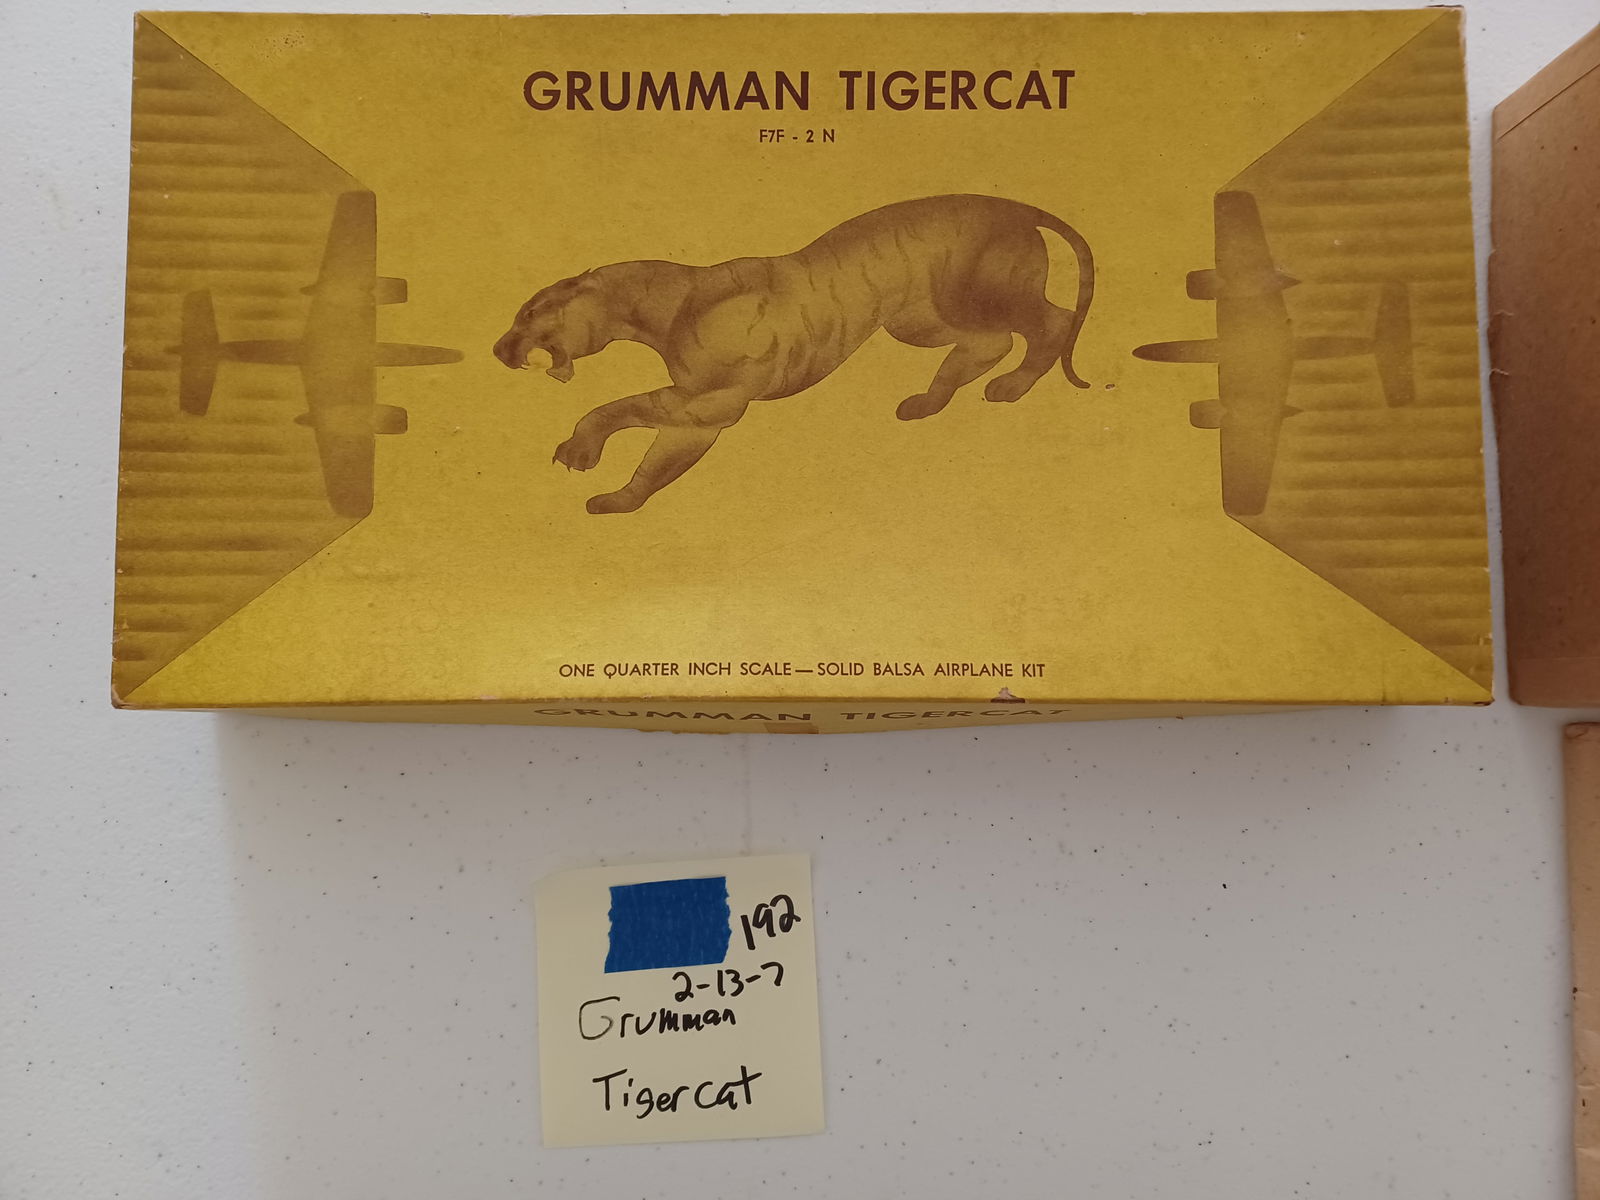 GRUMMAN TIGERCAT
F7F - 2 N
ONE QUARTER INCH SCALE—SOLID BALSA AIRPLANE KIT
GRUMMAN TIGERCAT
192
2-13-7
Grumman
Tigercat